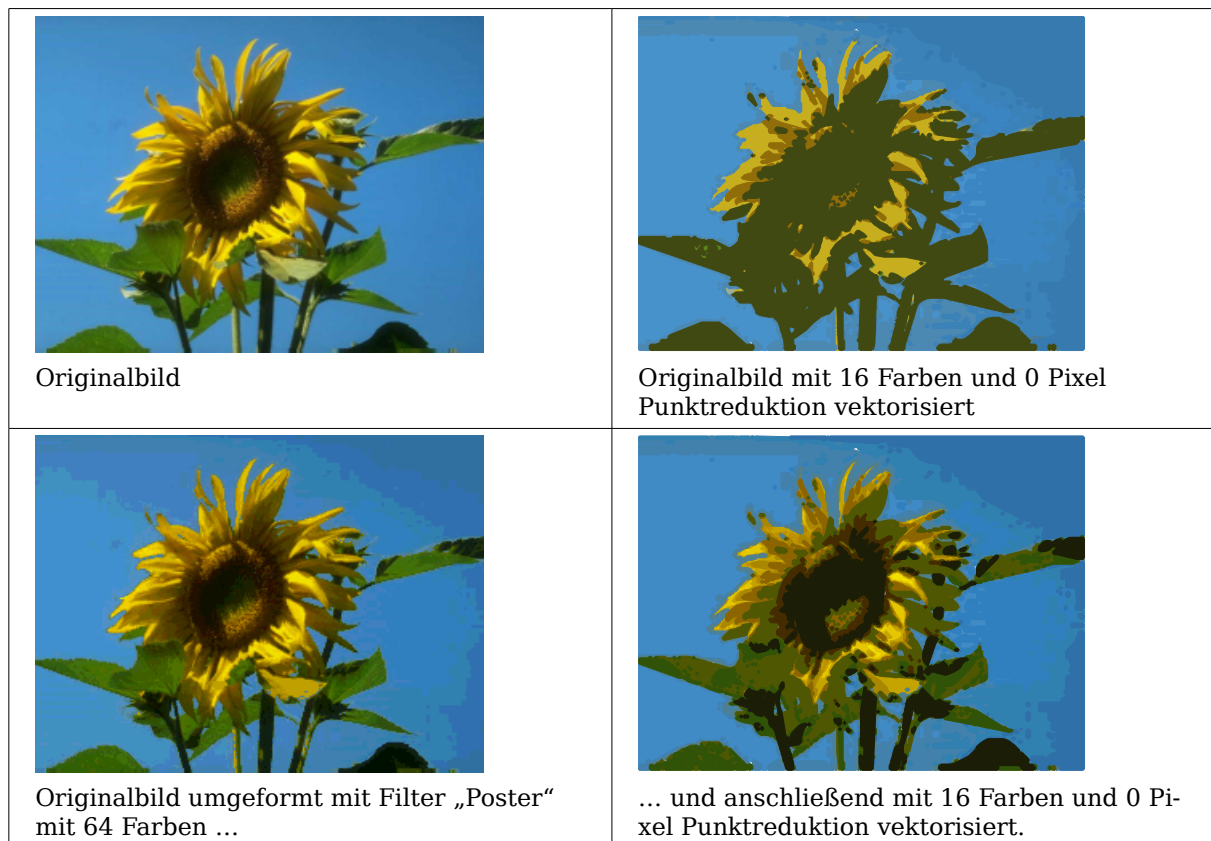 Originalbild
Originalbild mit 16 Farben und 0 Pixel
Punktreduktion vektorisiert
Originalbild umgeformt mit Filter „Poster“
mit 64 Farben …
… und anschließend mit 16 Farben und 0 Pi-
xel Punktreduktion vektorisiert.